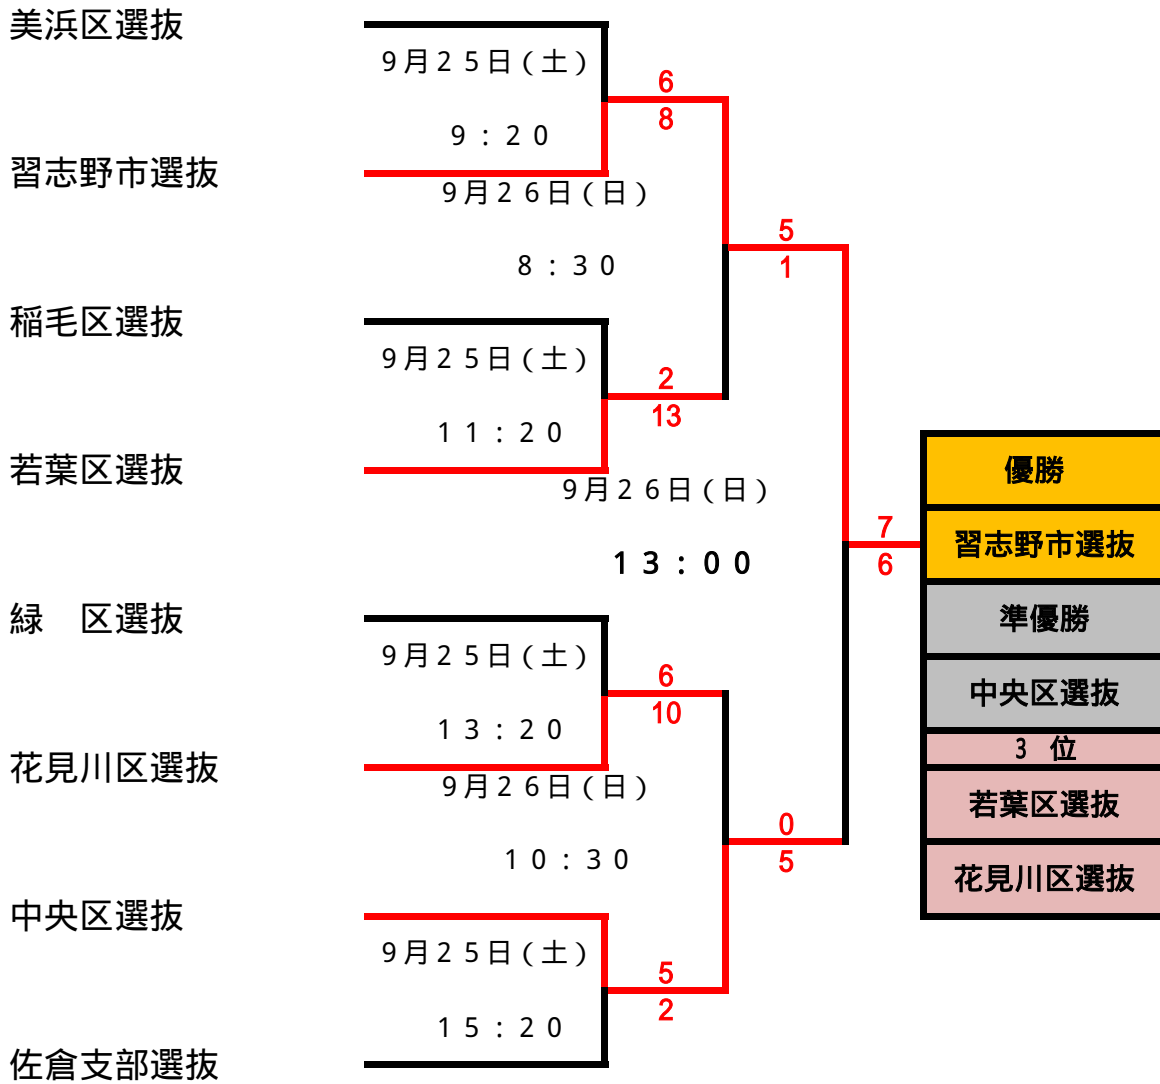 美浜区選抜
9月25日(土)
6
8
9:20
習志野市選抜
9月26日(日)
5
1
8:30
稲毛区選抜
9月25日(土)
2
13
11:20
若葉区選抜
9月26日(日)
13:00
7
6
緑　区選抜
9月25日(土)
6
10
13:20
花見川区選抜
9月26日(日)
0
5
10:30
中央区選抜
9月25日(土)
5
2
15:20
佐倉支部選抜
優勝
習志野市選抜
準優勝
中央区選抜
3 位
若葉区選抜
花見川区選抜